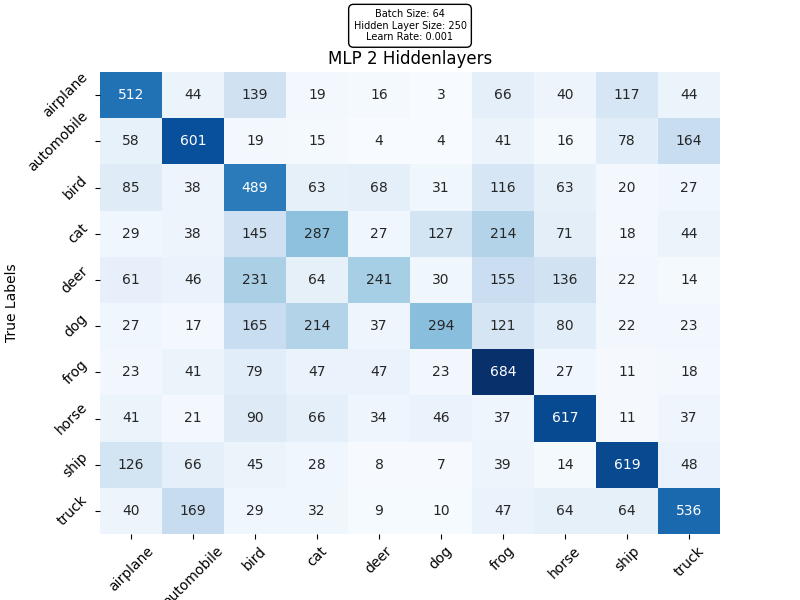 Batch Size: 64
Hidden Layer Size: 250
Learn Rate: 0.001
MLP 2 Hiddenlayers
True Labels
airplane 512 44 139 19 16 3 66 40 117 44
automobile 58 601 19 15 4 4 41 16 78 164
bird 85 38 489 63 68 31 116 63 20 27
cat 29 38 145 287 27 127 214 71 18 44
deer 61 46 231 64 241 30 155 136 22 14
dog 27 17 165 214 37 294 121 80 22 23
frog 23 41 79 47 47 23 684 27 11 18
horse 41 21 90 66 34 46 37 617 11 37
ship 126 66 45 28 8 7 39 14 619 48
truck 40 169 29 32 9 10 47 64 64 536
airplane automobile bird cat deer dog frog horse ship truck